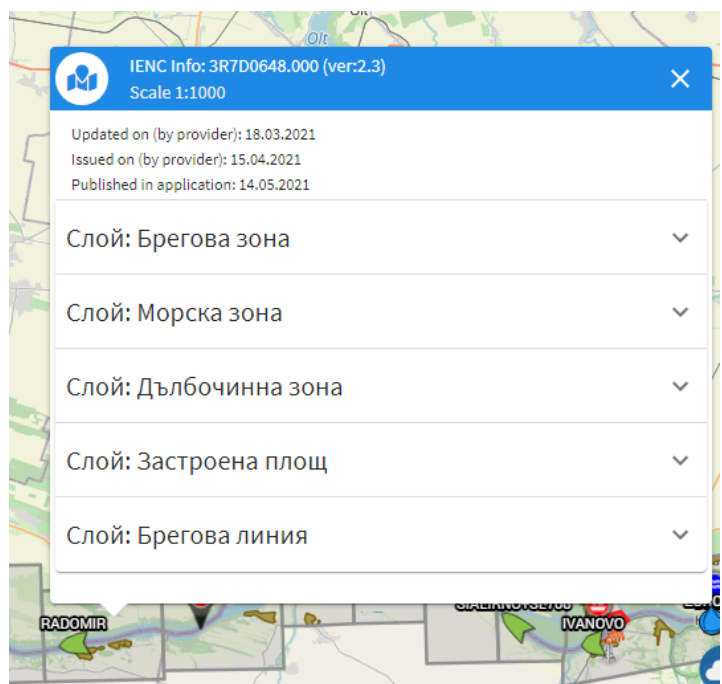 Olt
IENC Info: 3R7D0648.000 (ver:2.3)
Scale 1:1000
Updated on (by provider): 18.03.2021
Issued on (by provider): 15.04.2021
Published in application: 14.05.2021
Слой: Брегова зона
Слой: Морска зона
Слой: Дълбочинна зона
Слой: Застроена площ
Слой: Брегова линия
RADOMIR
IVANOVO